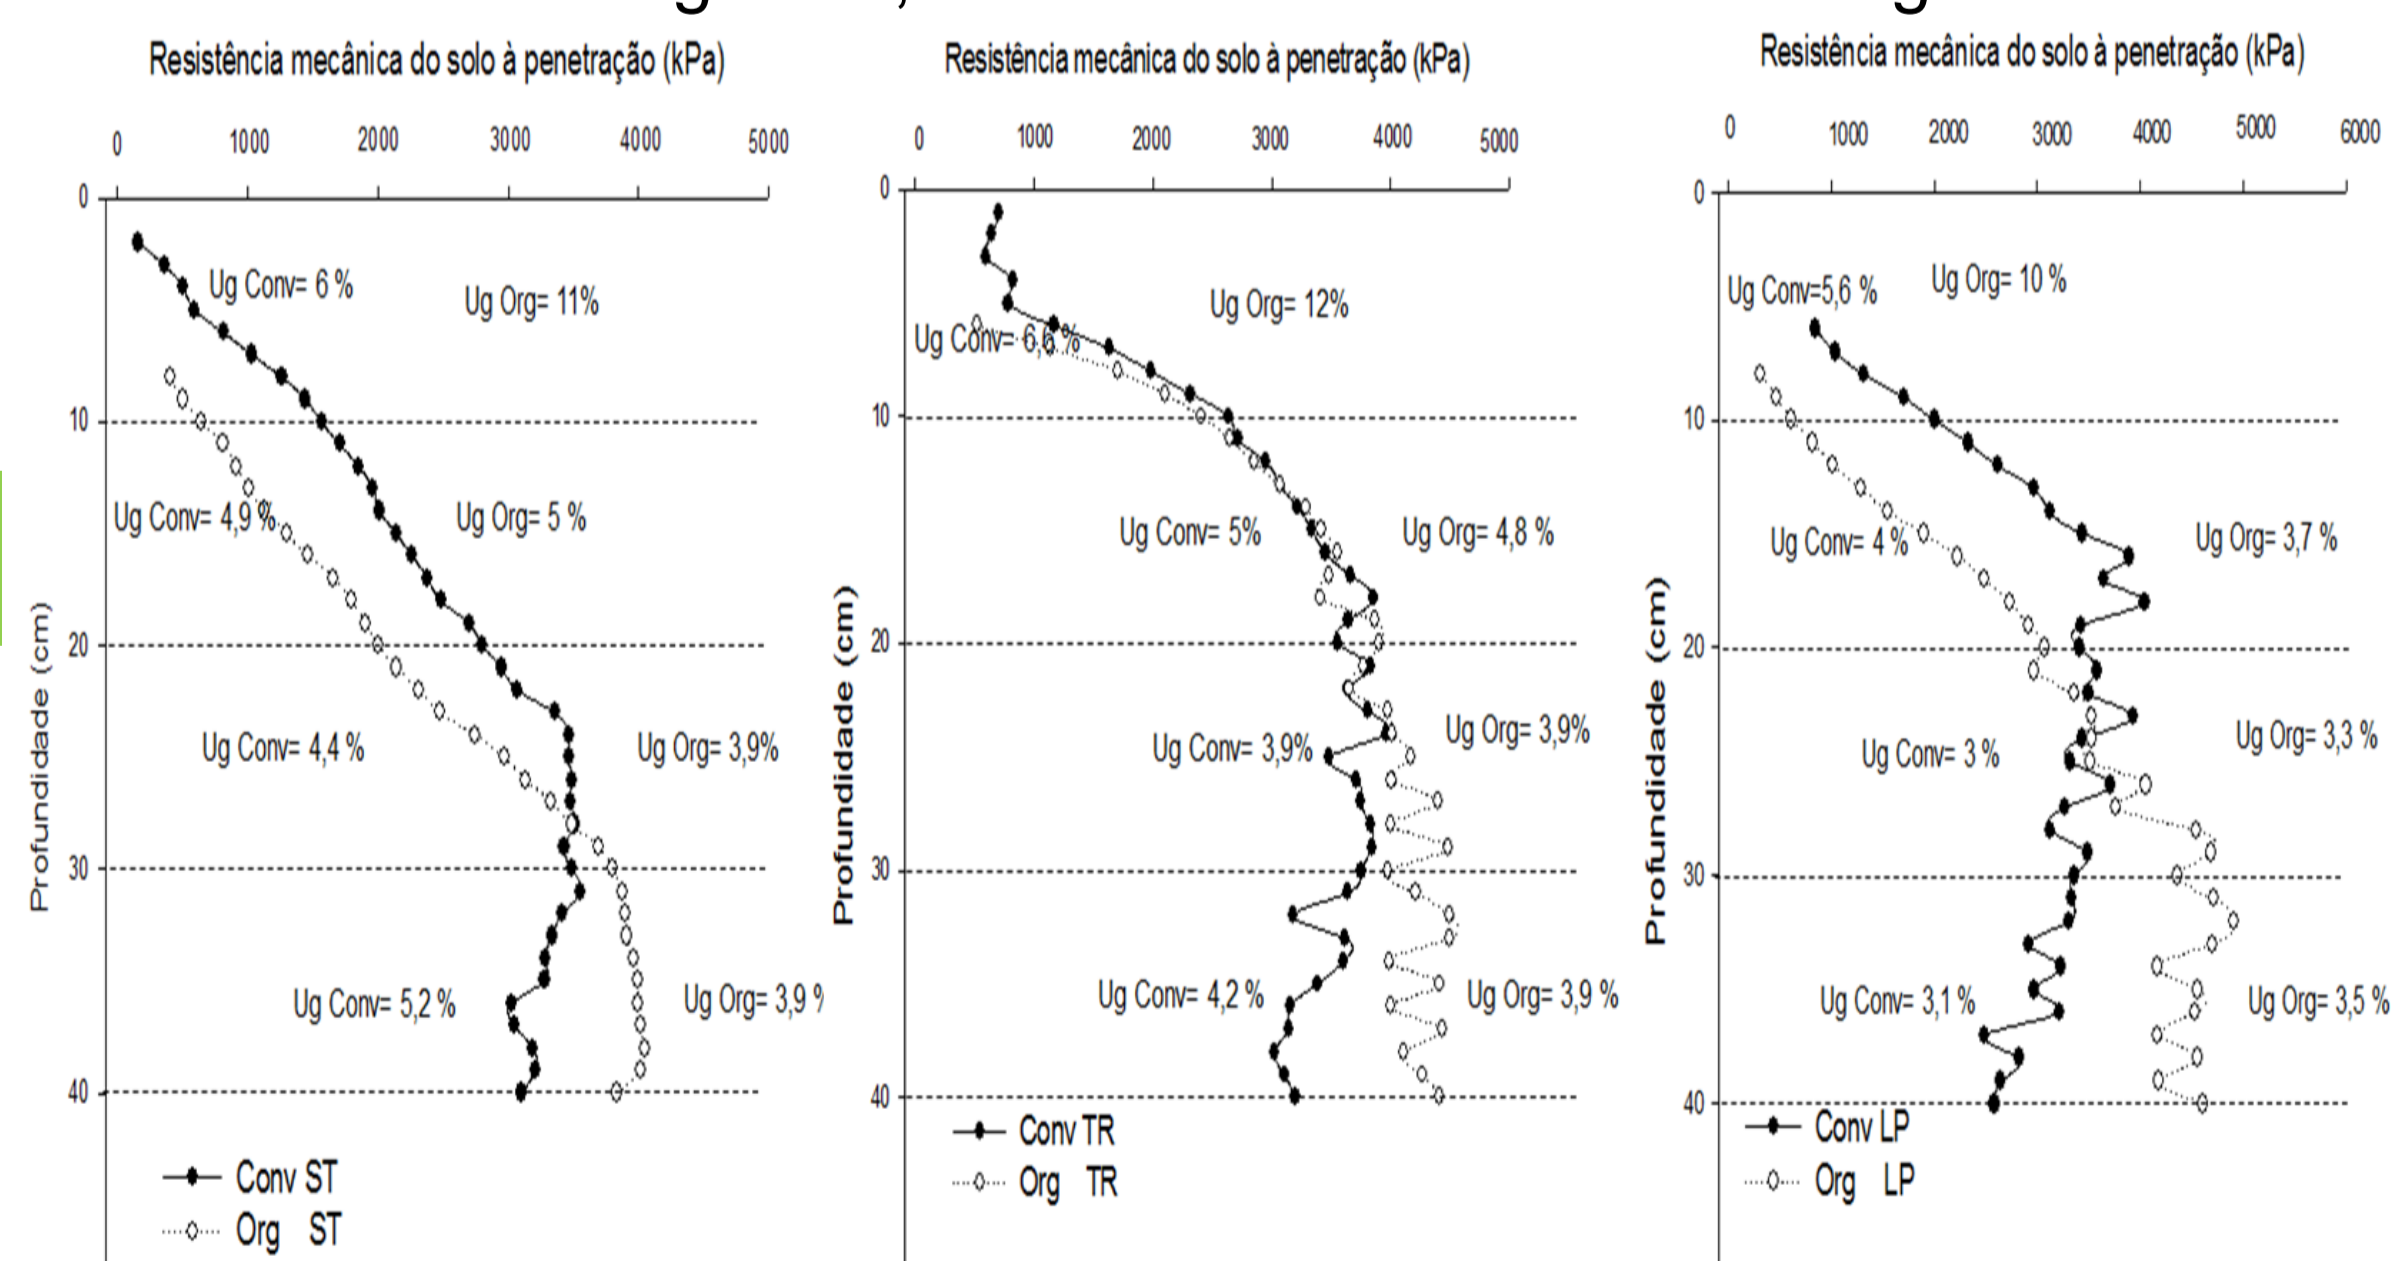 Resistência mecânica do solo à penetração (kPa)
0 1000 2000 3000 4000 5000
0
Ug Conv= 6 %
Ug Org= 11%
10
Ug Conv= 4,9 %
Ug Org= 5 %
20
Ug Conv= 4,4 %
Ug Org= 3,9%
30
Ug Conv= 5,2 %
Ug Org= 3,9 %
40
Profundidade (cm)
Conv ST
Org ST
Resistência mecânica do solo à penetração (kPa)
0 1000 2000 3000 4000 5000
0
Ug Org= 12%
Ug Conv= 6,6 %
10
Ug Conv= 5%
Ug Org= 4,8 %
20
Ug Conv= 3,9%
Ug Org= 3,9%
30
Ug Conv= 4,2 %
Ug Org= 3,9 %
40
Profundidade (cm)
Conv TR
Org TR
Resistência mecânica do solo à penetração (kPa)
0 1000 2000 3000 4000 5000 6000
0
Ug Conv=5,6 %
Ug Org= 10 %
10
Ug Conv= 4 %
Ug Org= 3,7 %
20
Ug Conv= 3 %
Ug Org= 3,3 %
30
Ug Conv= 3,1 %
Ug Org= 3,5 %
40
Profundidade (cm)
Conv LP
Org LP